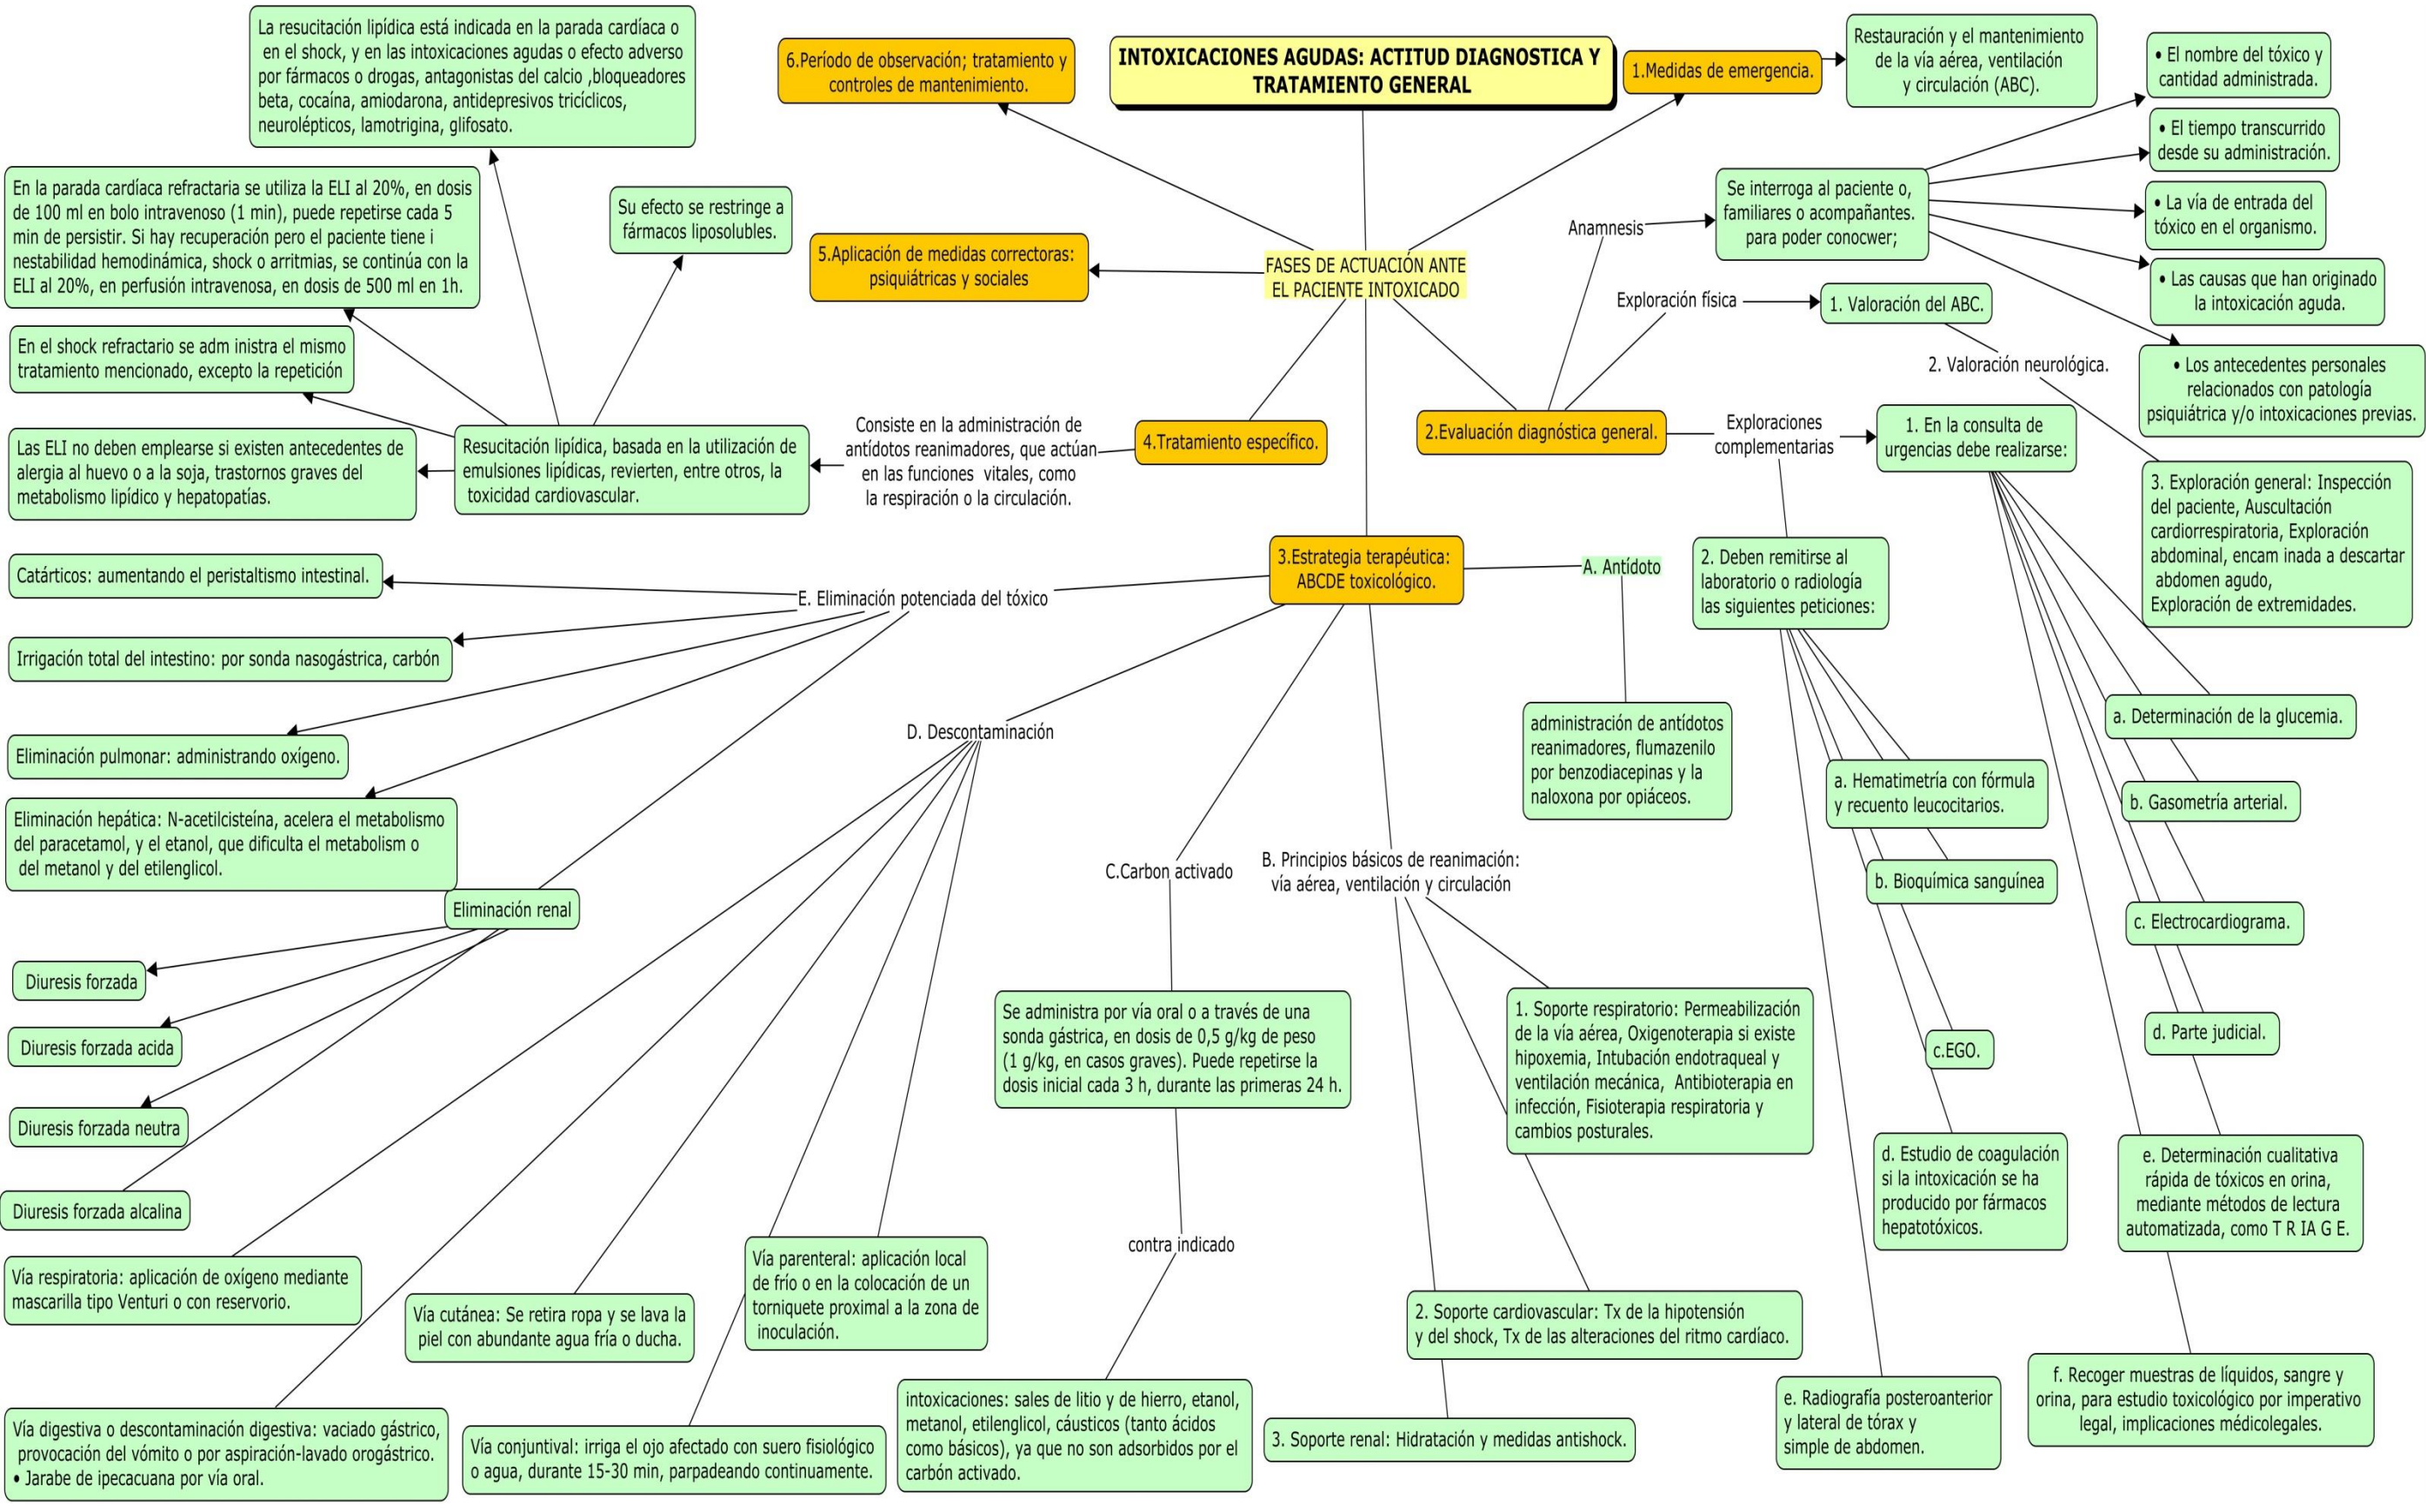 INTOXICACIONES AGUDAS: ACTITUD DIAGNOSTICA Y
TRATAMIENTO GENERAL
FASES DE ACTUACIÓN ANTE
EL PACIENTE INTOXICADO
1.Medidas de emergencia.
Restauración y el mantenimiento
de la vía aérea, ventilación
y circulación (ABC).
2.Evaluación diagnóstica general.
Anamnesis
Se interroga al paciente o,
familiares o acompañantes.
para poder conocwer;
• El nombre del tóxico y
cantidad administrada.
• El tiempo transcurrido
desde su administración.
• La vía de entrada del
tóxico en el organismo.
• Las causas que han originado
la intoxicación aguda.
• Los antecedentes personales
relacionados con patología
psiquiátrica y/o intoxicaciones previas.
Exploración física
1. Valoración del ABC.
2. Valoración neurológica.
3. Exploración general: Inspección
del paciente, Auscultación
cardiorrespiratoria, Exploración
abdominal, encam inada a descartar
abdomen agudo,
Exploración de extremidades.
Exploraciones
complementarias
1. En la consulta de
urgencias debe realizarse:
a. Determinación de la glucemia.
b. Gasometría arterial.
c. Electrocardiograma.
d. Parte judicial.
e. Determinación cualitativa
rápida de tóxicos en orina,
mediante métodos de lectura
automatizada, como T R IA G E.
f. Recoger muestras de líquidos, sangre y
orina, para estudio toxicológico por imperativo
legal, implicaciones médicolegales.
2. Deben remitirse al
laboratorio o radiología
las siguientes peticiones:
a. Hematimetría con fórmula
y recuento leucocitarios.
b. Bioquímica sanguínea
c.EGO.
d. Estudio de coagulación
si la intoxicación se ha
producido por fármacos
hepatotóxicos.
e. Radiografía posteroanterior
y lateral de tórax y
simple de abdomen.
3.Estrategia terapéutica:
ABCDE toxicológico.
A. Antídoto
administración de antídotos
reanimadores, flumazenilo
por benzodiacepinas y la
naloxona por opiáceos.
B. Principios básicos de reanimación:
vía aérea, ventilación y circulación
1. Soporte respiratorio: Permeabilización
de la vía aérea, Oxigenoterapia si existe
hipoxemia, Intubación endotraqueal y
ventilación mecánica, Antibioterapia en
infección, Fisioterapia respiratoria y
cambios posturales.
2. Soporte cardiovascular: Tx de la hipotensión
y del shock, Tx de las alteraciones del ritmo cardíaco.
3. Soporte renal: Hidratación y medidas antishock.
C.Carbon activado
Se administra por vía oral o a través de una
sonda gástrica, en dosis de 0,5 g/kg de peso
(1 g/kg, en casos graves). Puede repetirse la
dosis inicial cada 3 h, durante las primeras 24 h.
contra indicado
intoxicaciones: sales de litio y de hierro, etanol,
metanol, etilenglicol, cáusticos (tanto ácidos
como básicos), ya que no son adsorbidos por el
carbón activado.
D. Descontaminación
Vía respiratoria: aplicación de oxígeno mediante
mascarilla tipo Venturi o con reservorio.
Vía digestiva o descontaminación digestiva: vaciado gástrico,
provocación del vómito o por aspiración-lavado orogástrico.
• Jarabe de ipecacuana por vía oral.
Vía cutánea: Se retira ropa y se lava la
piel con abundante agua fría o ducha.
Vía conjuntival: irriga el ojo afectado con suero fisiológico
o agua, durante 15-30 min, parpadeando continuamente.
Vía parenteral: aplicación local
de frío o en la colocación de un
torniquete proximal a la zona de
inoculación.
E. Eliminación potenciada del tóxico
Catárticos: aumentando el peristaltismo intestinal.
Irrigación total del intestino: por sonda nasogástrica, carbón
Eliminación pulmonar: administrando oxígeno.
Eliminación hepática: N-acetilcisteína, acelera el metabolismo
del paracetamol, y el etanol, que dificulta el metabolism o
del metanol y del etilenglicol.
Eliminación renal
Diuresis forzada
Diuresis forzada acida
Diuresis forzada neutra
Diuresis forzada alcalina
4.Tratamiento específico.
Consiste en la administración de
antídotos reanimadores, que actúan
en las funciones vitales, como
la respiración o la circulación.
Resucitación lipídica, basada en la utilización de
emulsiones lipídicas, revierten, entre otros, la
toxicidad cardiovascular.
Su efecto se restringe a
fármacos liposolubles.
La resucitación lipídica está indicada en la parada cardíaca o
en el shock, y en las intoxicaciones agudas o efecto adverso
por fármacos o drogas, antagonistas del calcio ,bloqueadores
beta, cocaína, amiodarona, antidepresivos tricíclicos,
neurolépticos, lamotrigina, glifosato.
En la parada cardíaca refractaria se utiliza la ELI al 20%, en dosis
de 100 ml en bolo intravenoso (1 min), puede repetirse cada 5
min de persistir. Si hay recuperación pero el paciente tiene i
nestabilidad hemodinámica, shock o arritmias, se continúa con la
ELI al 20%, en perfusión intravenosa, en dosis de 500 ml en 1h.
En el shock refractario se adm inistra el mismo
tratamiento mencionado, excepto la repetición
Las ELI no deben emplearse si existen antecedentes de
alergia al huevo o a la soja, trastornos graves del
metabolismo lipídico y hepatopatías.
5.Aplicación de medidas correctoras:
psiquiátricas y sociales
6.Período de observación; tratamiento y
controles de mantenimiento.